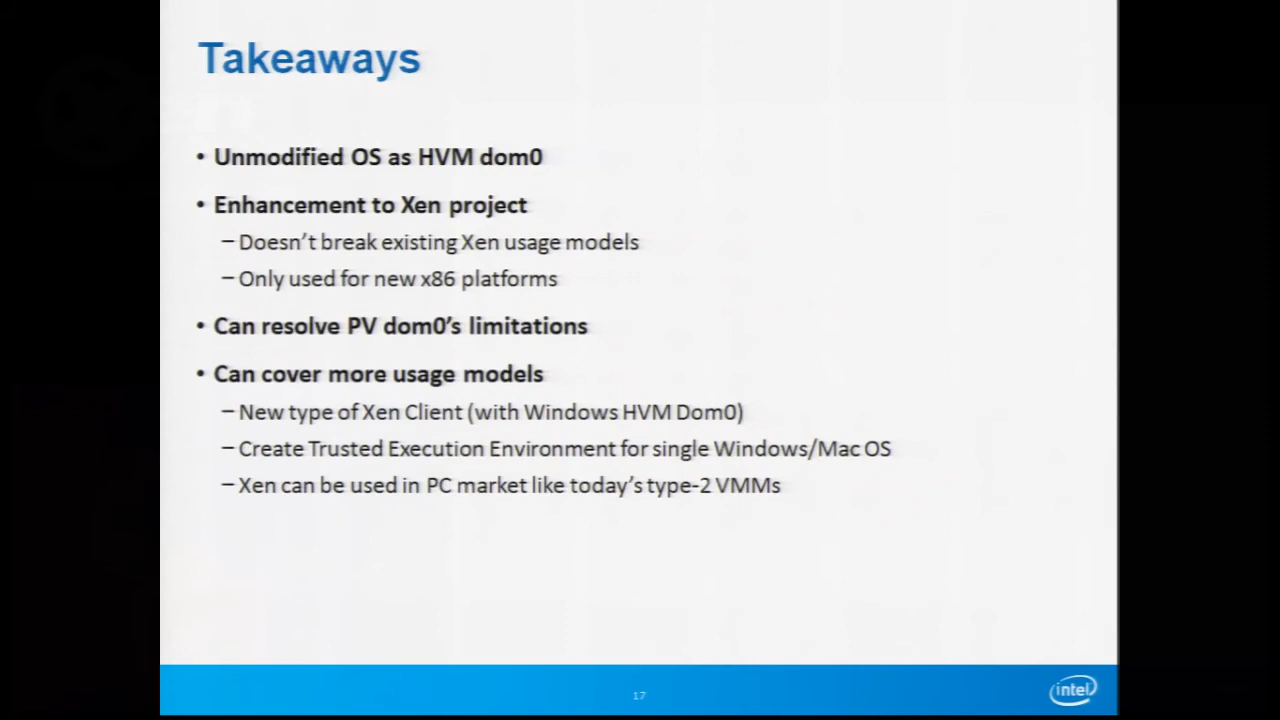 Takeaways
• Unmodified OS as HVM dom0
• Enhancement to Xen project
– Doesn't break existing Xen usage models
– Only used for new x86 platforms
• Can resolve PV dom0's limitations
• Can cover more usage models
– New type of Xen Client (with Windows HVM Dom0)
– Create Trusted Execution Environment for single Windows/Mac OS
– Xen can be used in PC market like today's type-2 VMMs
17
intel